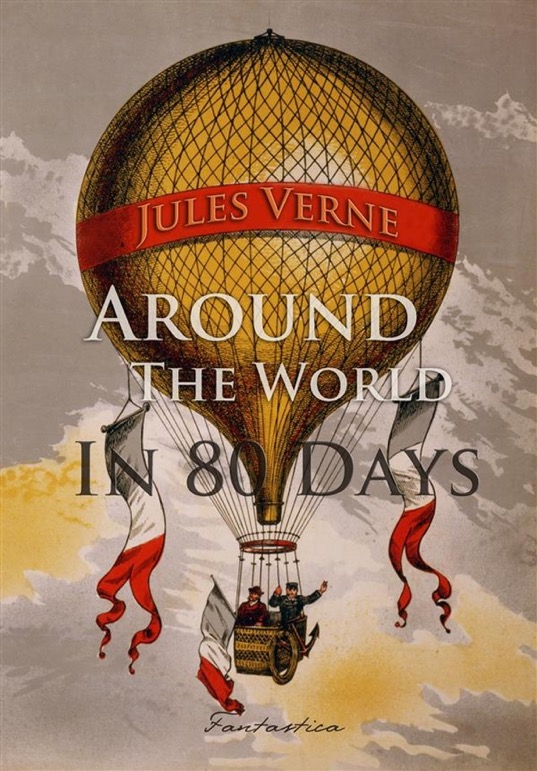 JULES VERNE
AROUND
THE WORLD
IN 80 DAYS
Fantastica